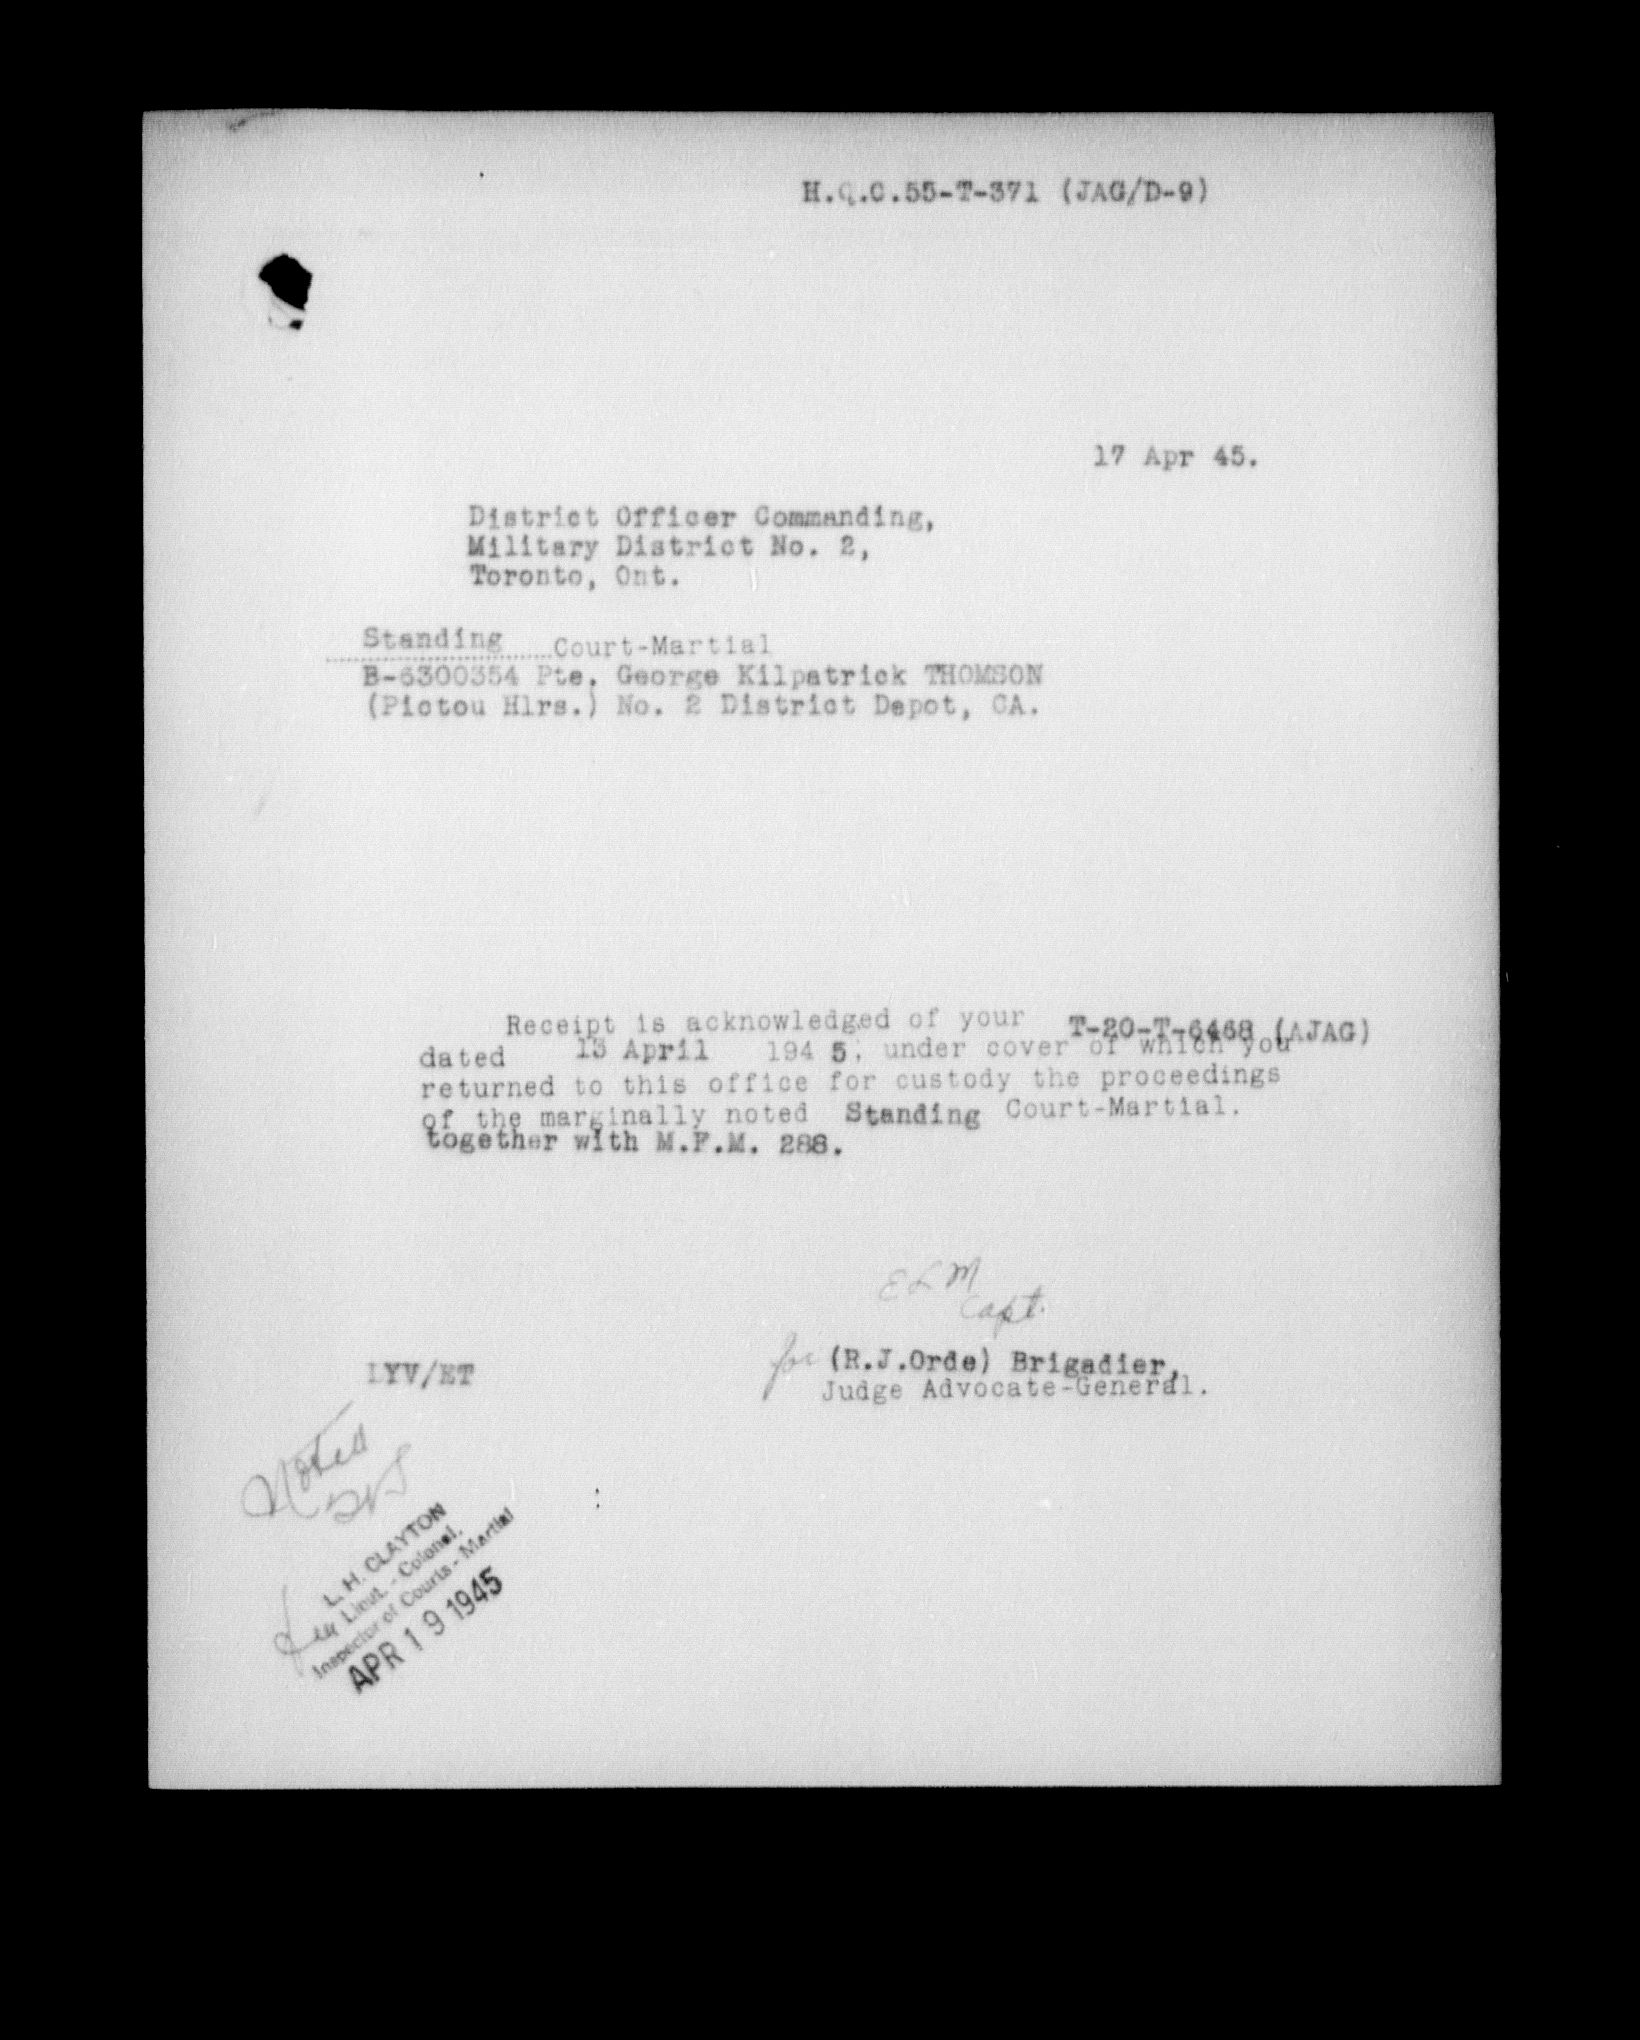 H.Q.C.55-T-371 (JAG/D-9)
17 Apr 45.
District Officer Commanding,
Military District No. 2,
Toronto, Ont.
Standing Court-Martial
B-6300354 Pte. George Kilpatrick THOMSON
(Pictou Hlrs.) No. 2 District Depot, CA.
Receipt is acknowledged of your T-20-T-6468 (AJAG)
dated 13 April 194 5, under cover of which you
returned to this office for custody the proceedings
of the marginally noted Standing Court-Martial.
together with M.F.M. 288.
ELM
Capt.
for (R.J.Orde) Brigadier,
Judge Advocate-General.
LYV/ET
Noted
L. H. CLAYTON
Lieut. - Colonel.
Inspector of Courts - Martial
APR 19 1945